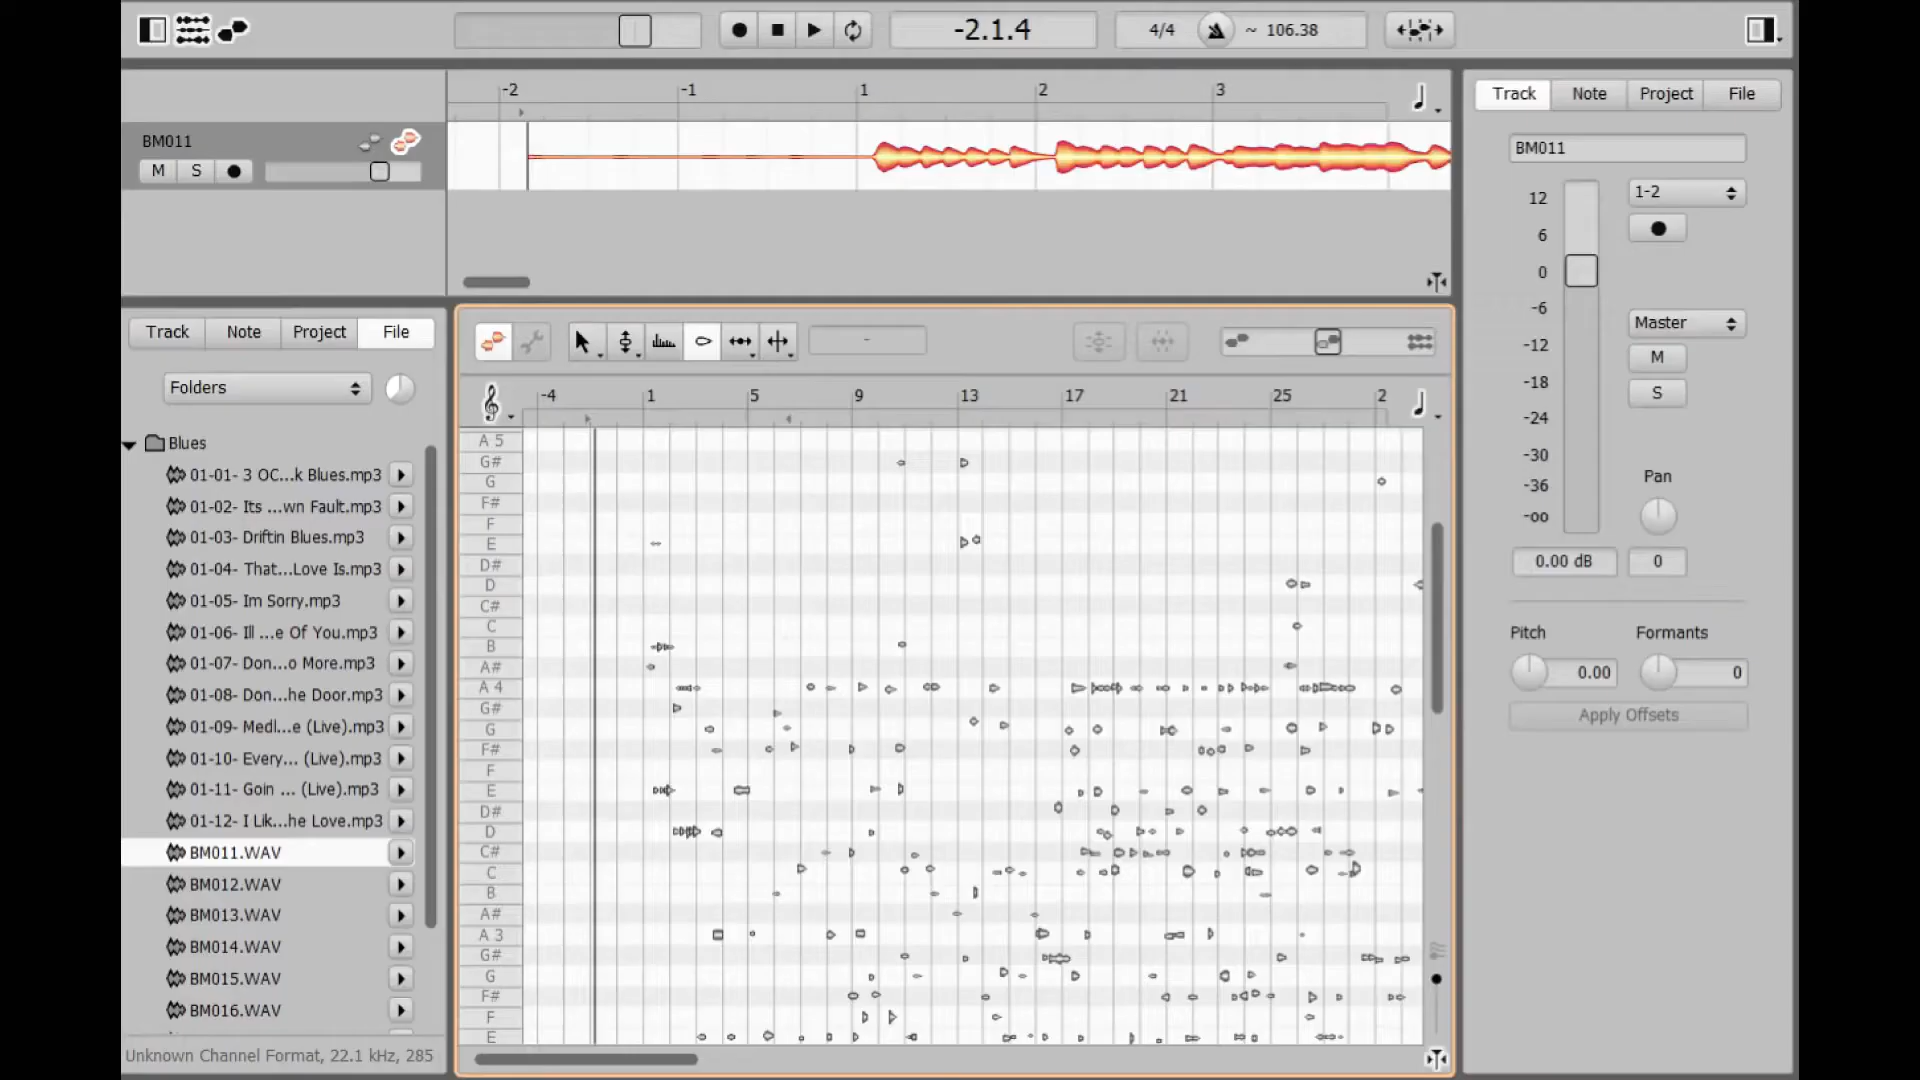 -2.1.4
4/4
~ 106.38
-2
-1
1
2
3
BM011
M
S
Track
Note
Project
File
Folders
Blues
01-01- 3 OC...k Blues.mp3
01-02- Its ...wn Fault.mp3
01-03- Driftin Blues.mp3
01-04- That...Love Is.mp3
01-05- Im Sorry.mp3
01-06- Ill ...e Of You.mp3
01-07- Don...o More.mp3
01-08- Don...he Door.mp3
01-09- Medl...e (Live).mp3
01-10- Every... (Live).mp3
01-11- Goin ... (Live).mp3
01-12- I Lik...he Love.mp3
BM011.WAV
BM012.WAV
BM013.WAV
BM014.WAV
BM015.WAV
BM016.WAV
Unknown Channel Format, 22.1 kHz, 285
-
-4
1
5
9
13
17
21
25
2
A 5
G#
G
F#
F
E
D#
D
C#
C
B
A#
A 4
G#
G
F#
F
E
D#
D
C#
C
B
A#
A 3
G#
G
F#
F
E
Track
Note
Project
File
BM011
12
6
0
-6
-12
-18
-24
-30
-36
-oo
1-2
Master
M
S
Pan
0.00 dB
0
Pitch
Formants
0.00
0
Apply Offsets